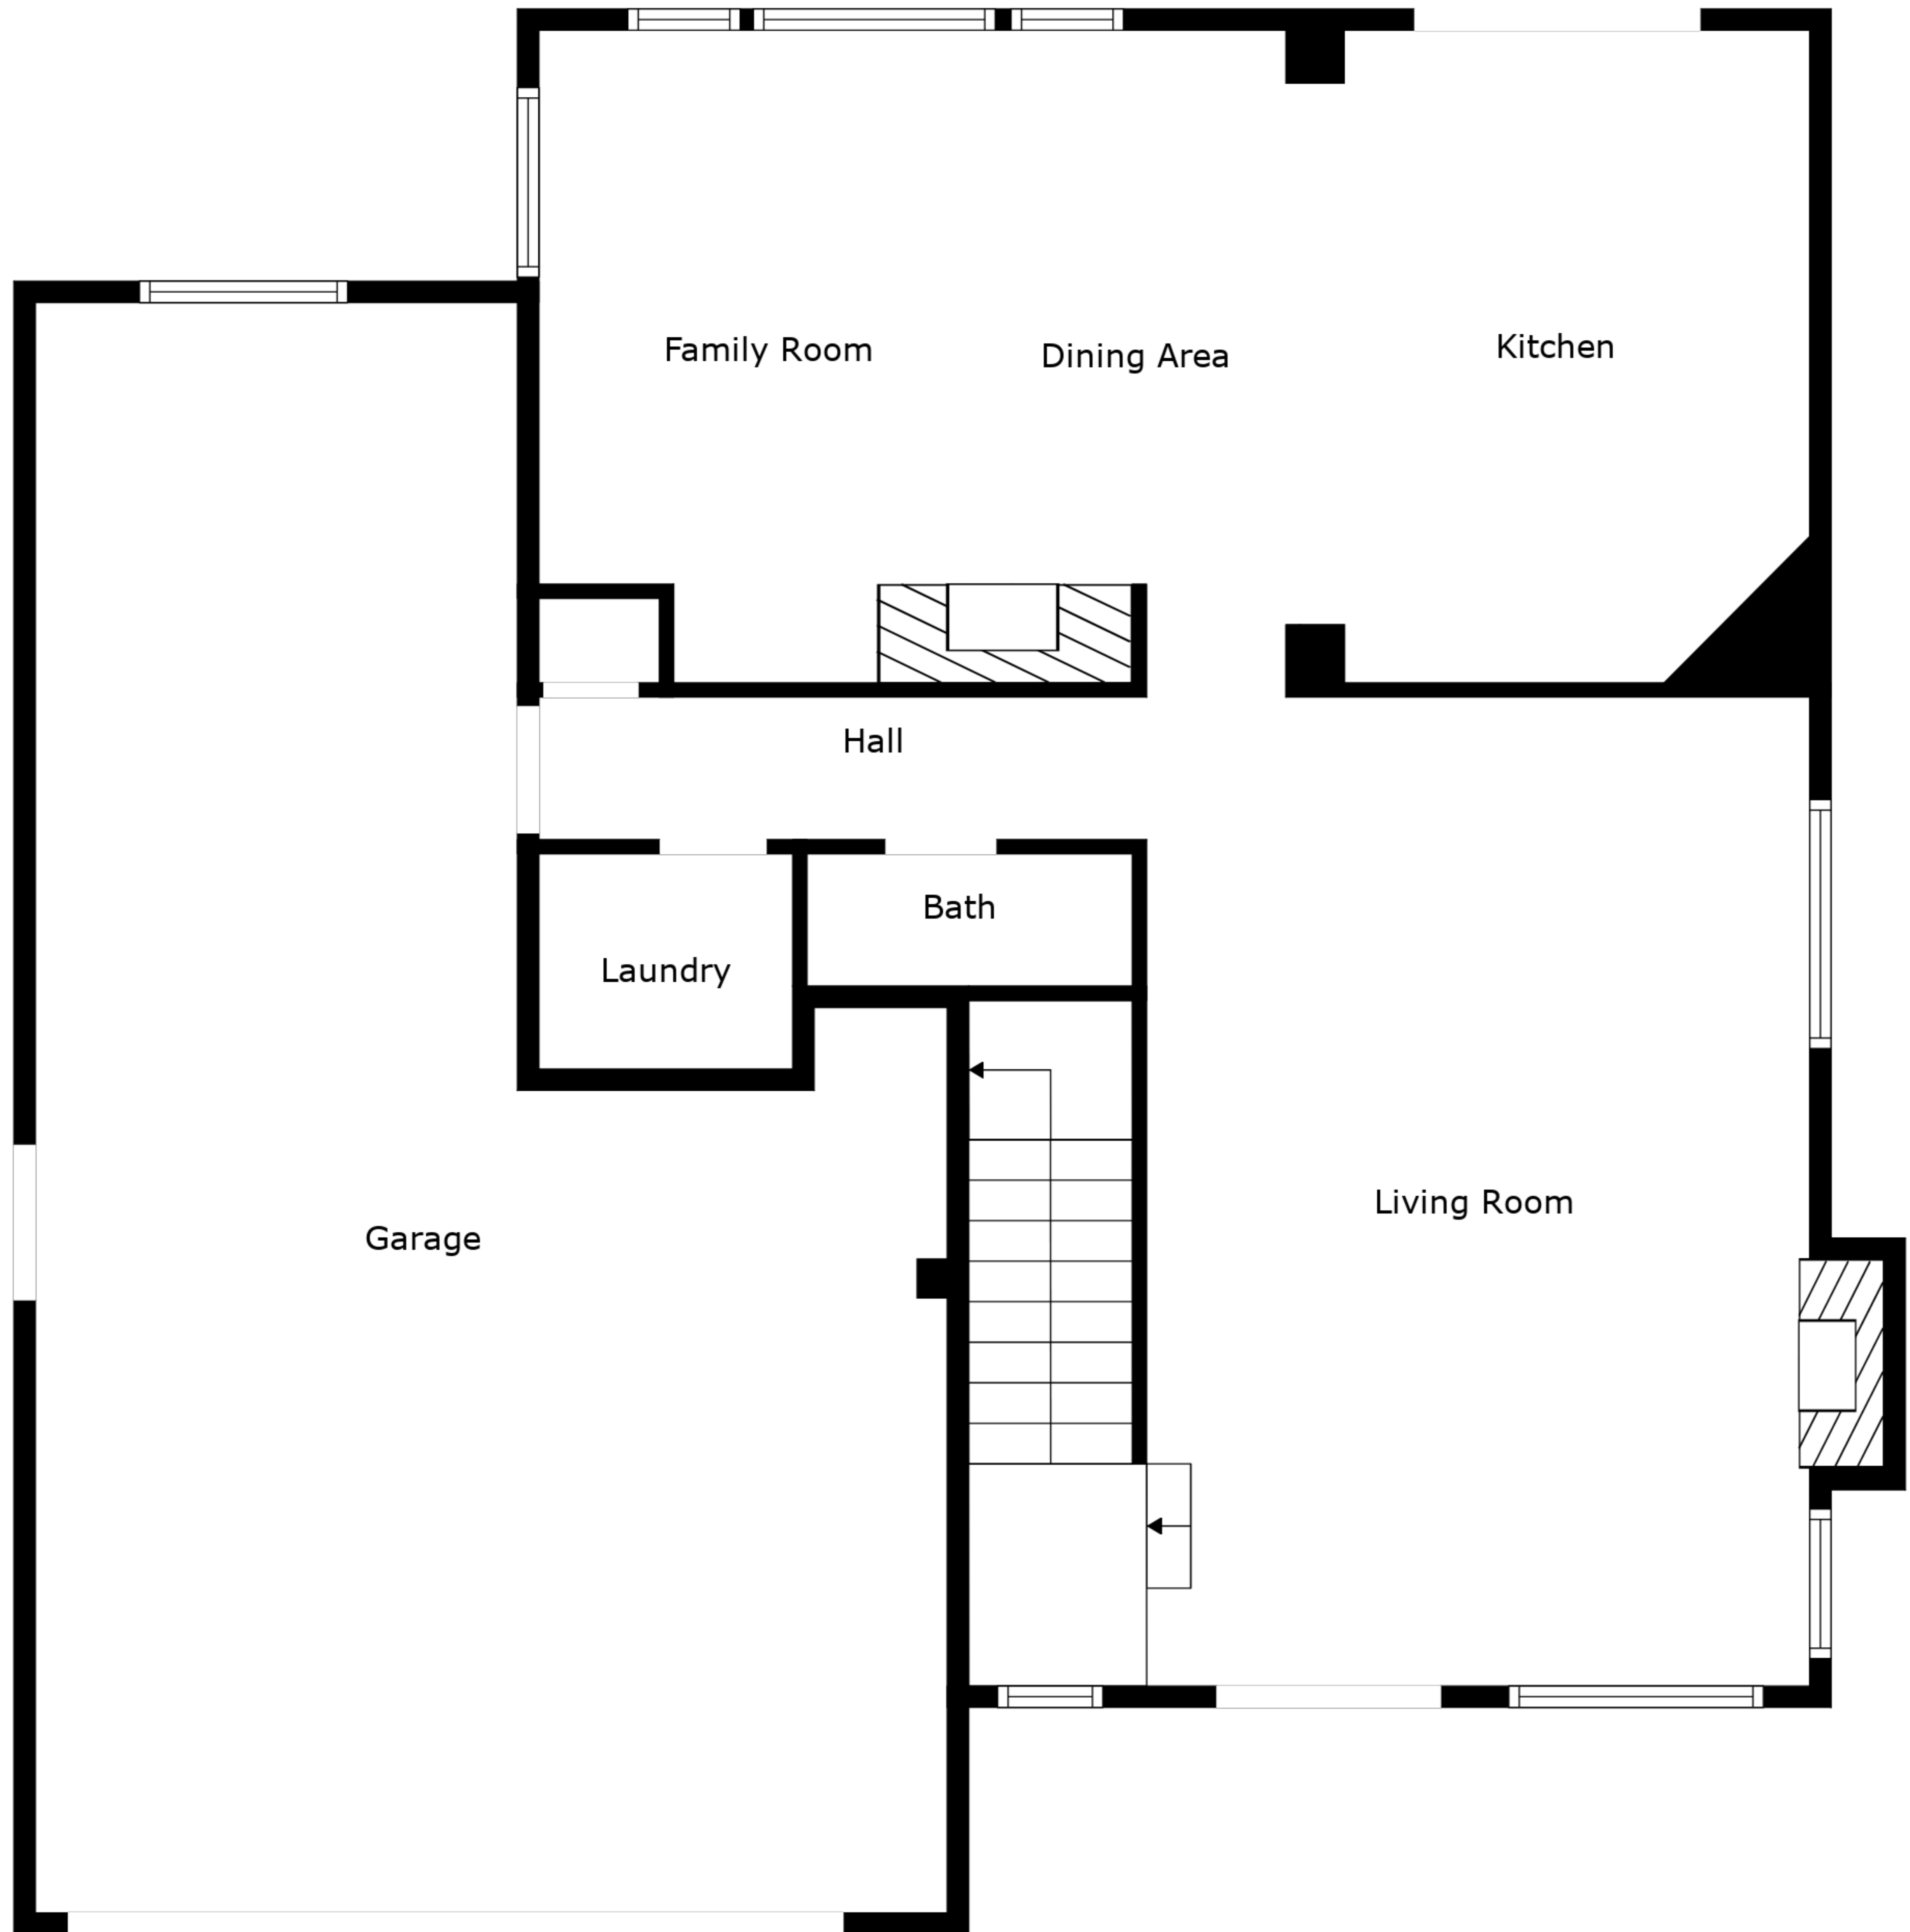 Family Room
Dining Area
Kitchen
Hall
Bath
Laundry
Living Room
Garage